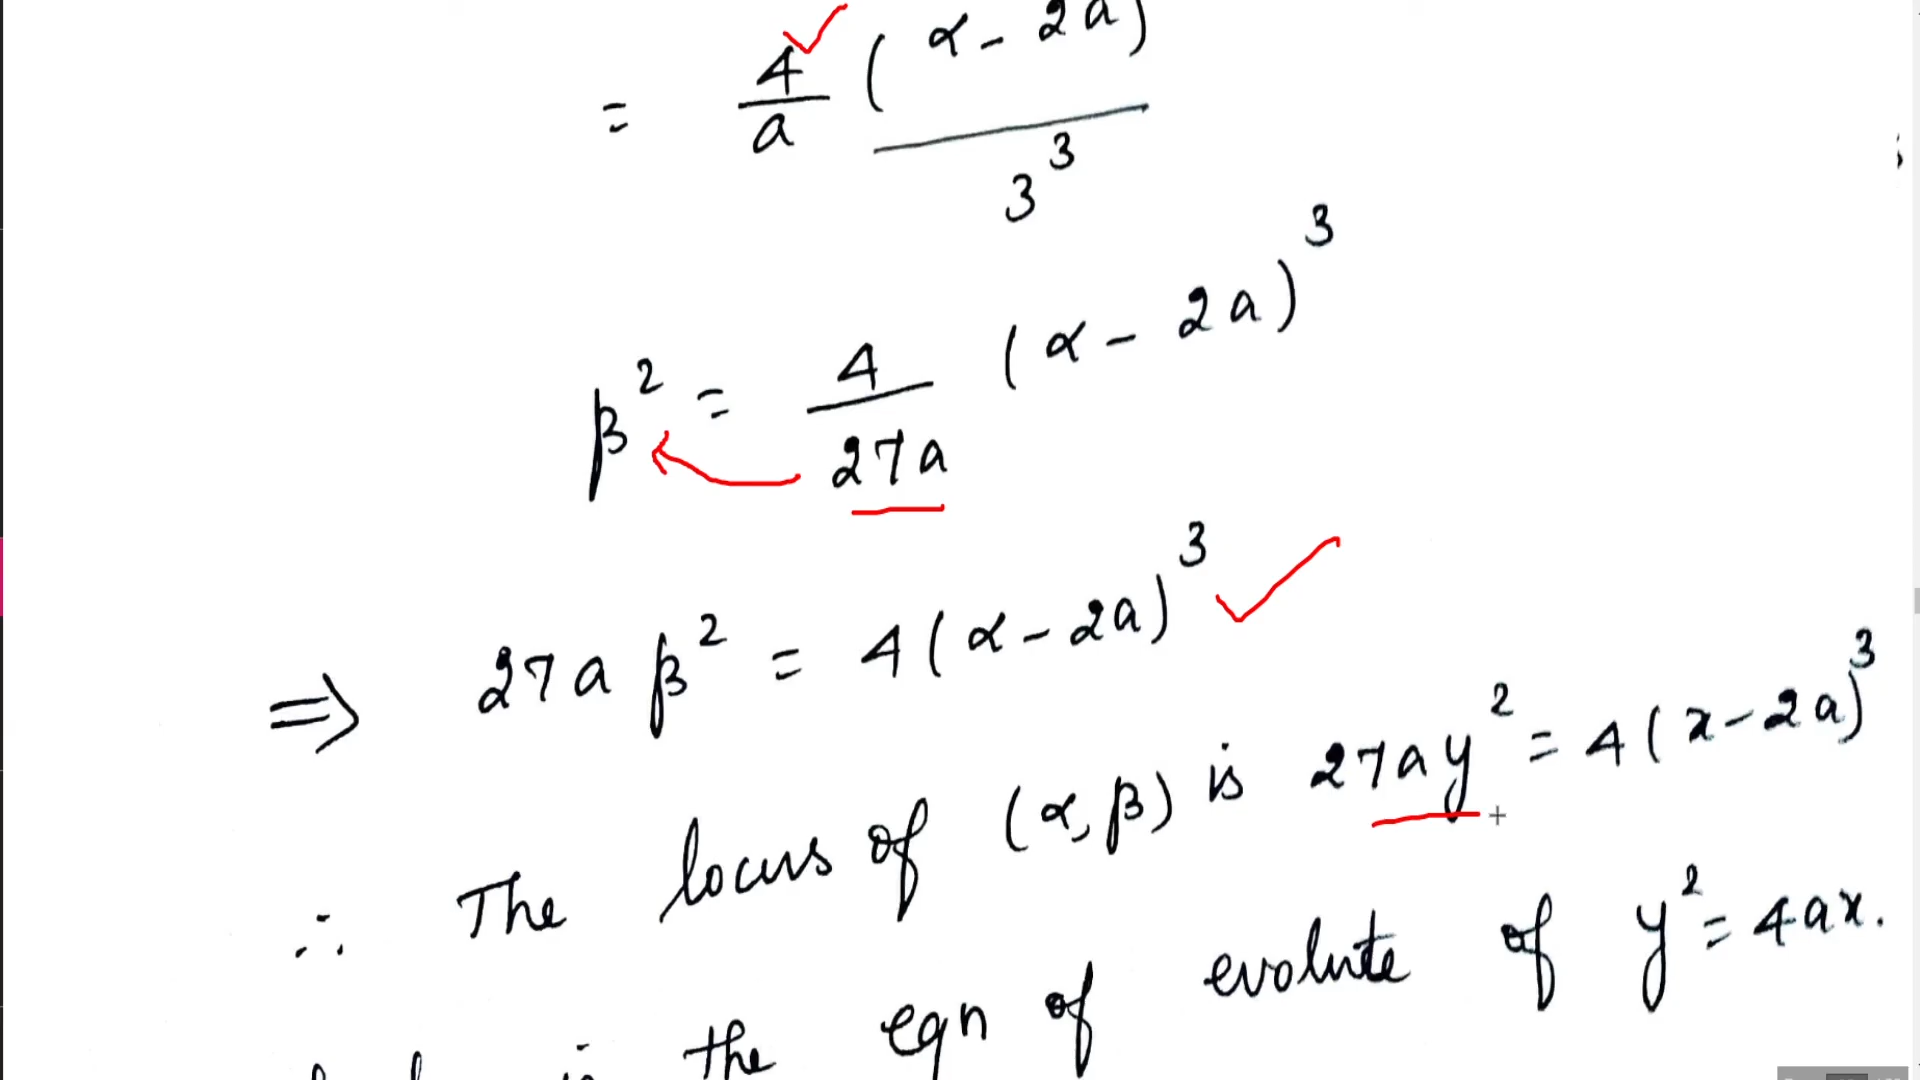 = 4/a (α - 2a)/3³
β² = 4/27a (α - 2a)³
⇒ 27aβ² = 4(α - 2a)³
∴ The locus of (α, β) is 27ay² = 4(x - 2a)³
is the eqn of evolute of y² = 4ax.